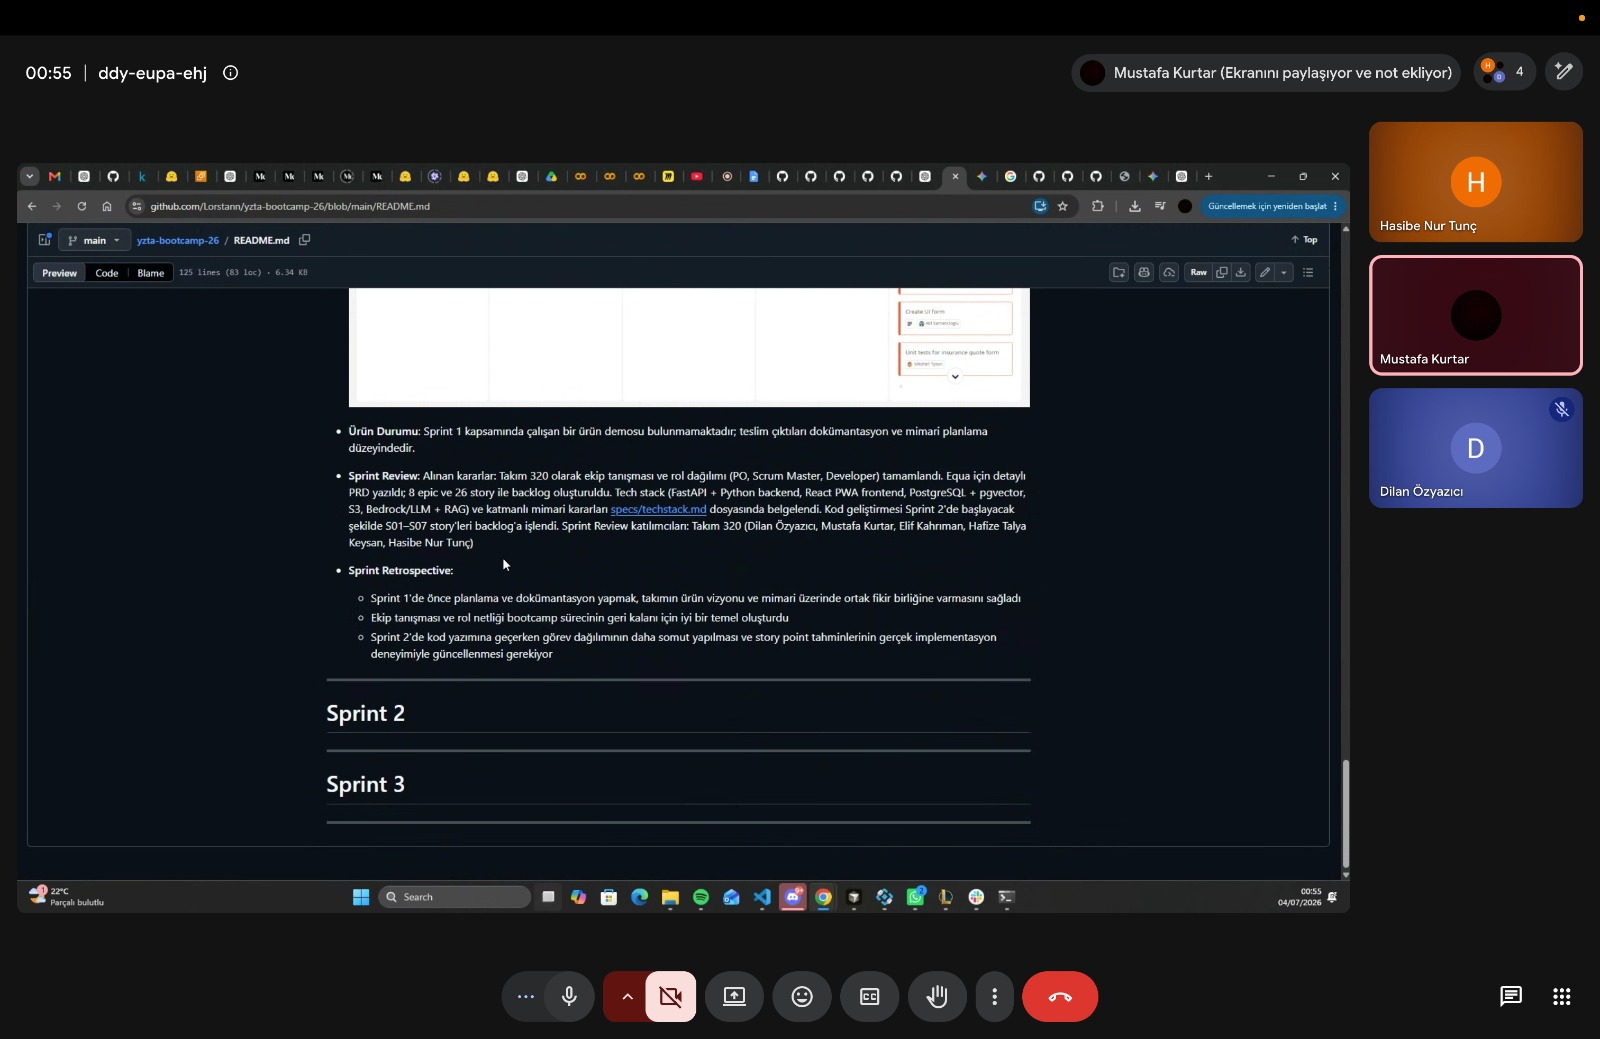 00:55 | ddy-eupa-ehj
Mustafa Kurtar (Ekranını paylaşıyor ve not ekliyor)
4
H
Hasibe Nur Tunç
Mustafa Kurtar
D
Dilan Özyazıcı
github.com/Lorstann/yzta-bootcamp-26/blob/main/README.md
Güncellemek için yeniden başlat
main yzta-bootcamp-26 / README.md
Top
Preview Code Blame 125 lines (83 loc) · 6.34 KB
Raw
Create UI form
Unit tests for insurance quote form
• Ürün Durumu: Sprint 1 kapsamında çalışan bir ürün demosu bulunmamaktadır; teslim çıktıları dokümantasyon ve mimari planlama
düzeyindedir.
• Sprint Review: Alınan kararlar: Takım 320 olarak ekip tanışması ve rol dağılımı (PO, Scrum Master, Developer) tamamlandı. Equa için detaylı
PRD yazıldı; 8 epic ve 26 story ile backlog oluşturuldu. Tech stack (FastAPI + Python backend, React PWA frontend, PostgreSQL + pgvector,
S3, Bedrock/LLM + RAG) ve katmanlı mimari kararları specs/techstack.md dosyasında belgelendi. Kod geliştirmesi Sprint 2'de başlayacak
şekilde S01–S07 story'leri backlog'a işlendi. Sprint Review katılımcıları: Takım 320 (Dilan Özyazıcı, Mustafa Kurtar, Elif Kahrıman, Hafize Talya
Keysan, Hasibe Nur Tunç)
• Sprint Retrospective:
Sprint 1'de önce planlama ve dokümantasyon yapmak, takımın ürün vizyonu ve mimari üzerinde ortak fikir birliğine varmasını sağladı
Ekip tanışması ve rol netliği bootcamp sürecinin geri kalanı için iyi bir temel oluşturdu
Sprint 2'de kod yazımına geçerken görev dağılımının daha somut yapılması ve story point tahminlerinin gerçek implementasyon
deneyimiyle güncellenmesi gerekiyor
Sprint 2
Sprint 3
22°C
Parçalı bulutlu
Search
00:55
04/07/2026